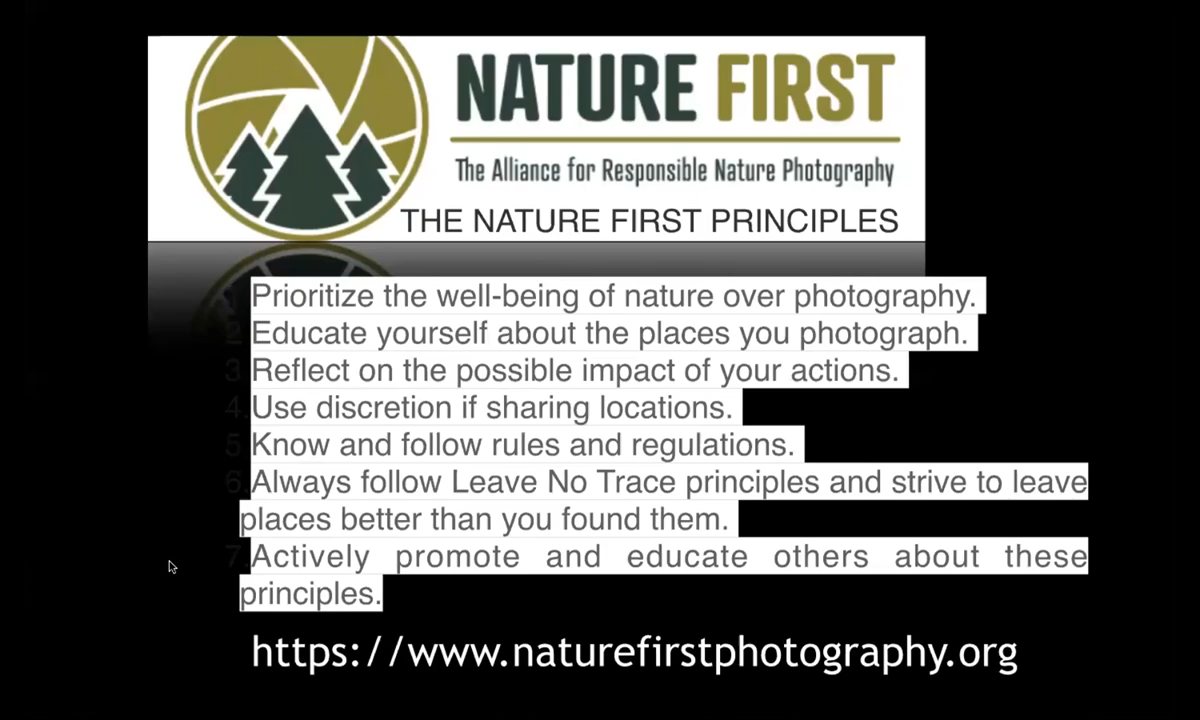 NATURE FIRST
The Alliance for Responsible Nature Photography
THE NATURE FIRST PRINCIPLES
1. Prioritize the well-being of nature over photography.
2. Educate yourself about the places you photograph.
3. Reflect on the possible impact of your actions.
4. Use discretion if sharing locations.
5. Know and follow rules and regulations.
6. Always follow Leave No Trace principles and strive to leave
places better than you found them.
7. Actively promote and educate others about these
principles.
https://www.naturefirstphotography.org